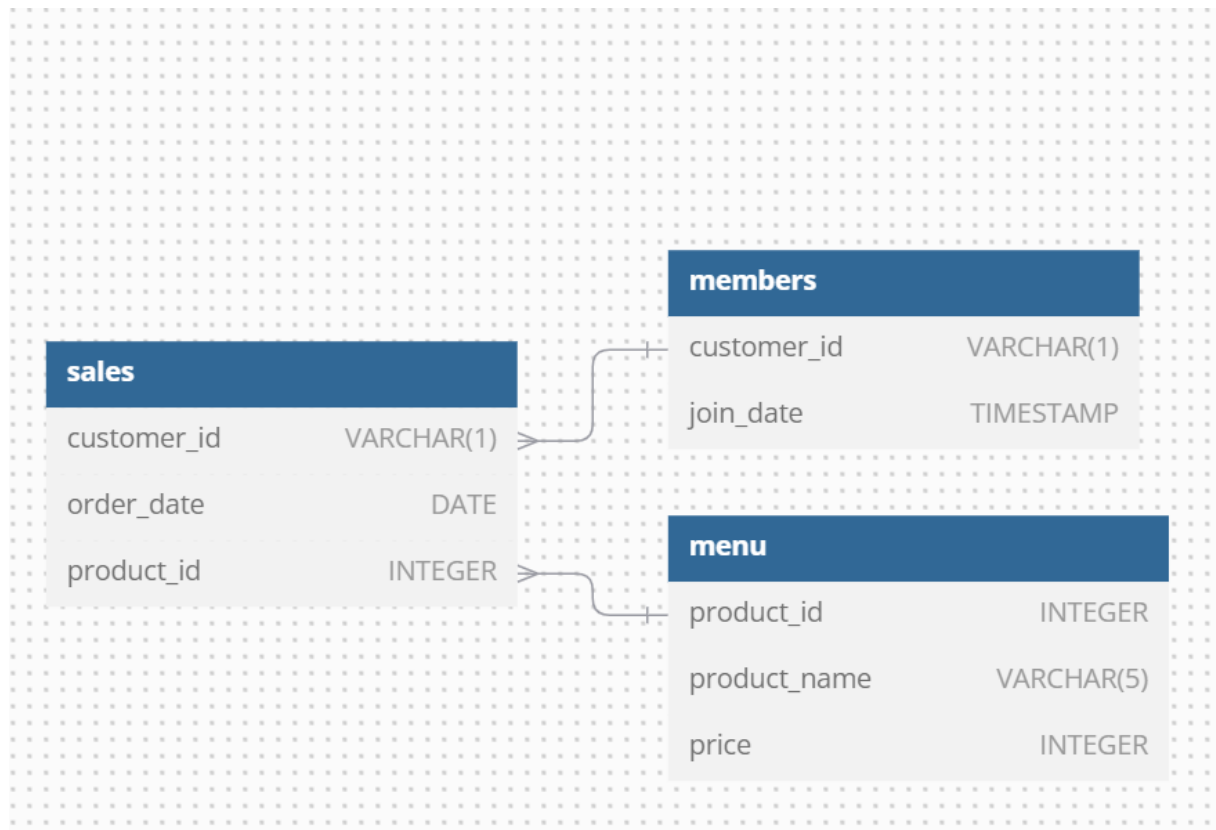 sales
customer_id VARCHAR(1)
order_date DATE
product_id INTEGER
members
customer_id VARCHAR(1)
join_date TIMESTAMP
menu
product_id INTEGER
product_name VARCHAR(5)
price INTEGER